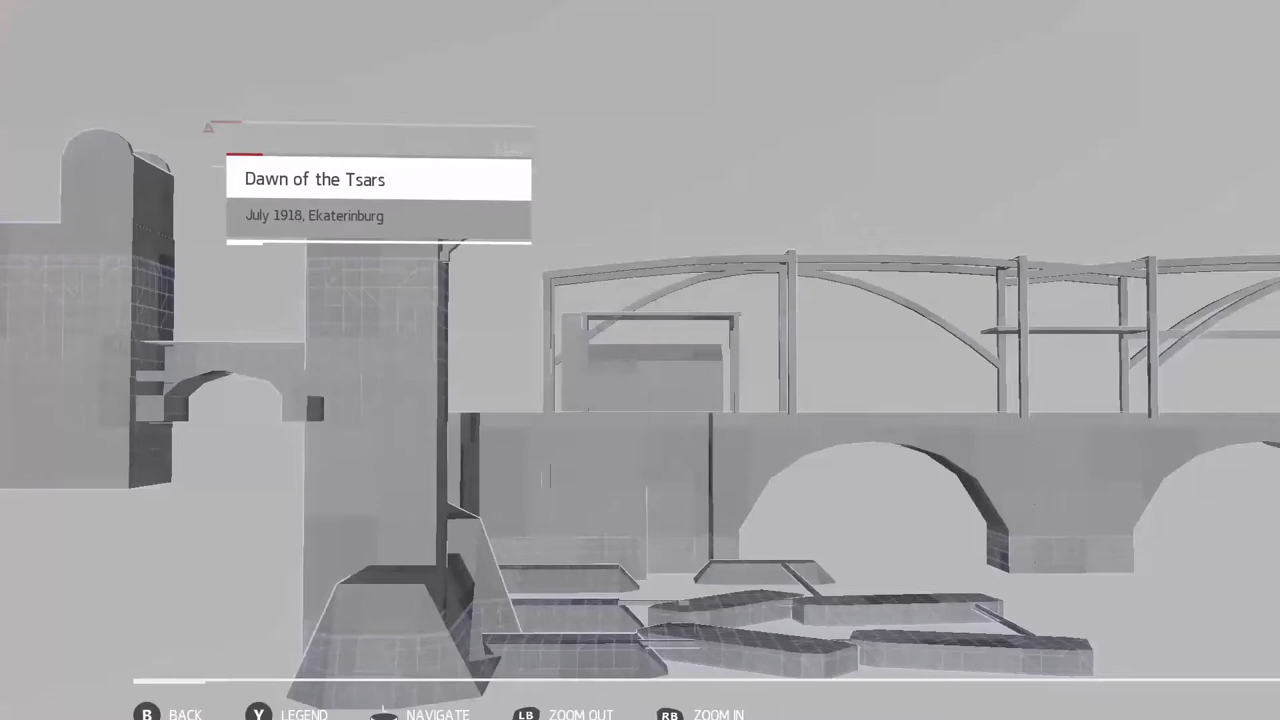 Dawn of the Tsars
July 1918, Ekaterinburg
B BACK Y LEGEND NAVIGATE LB ZOOM OUT RB ZOOM IN